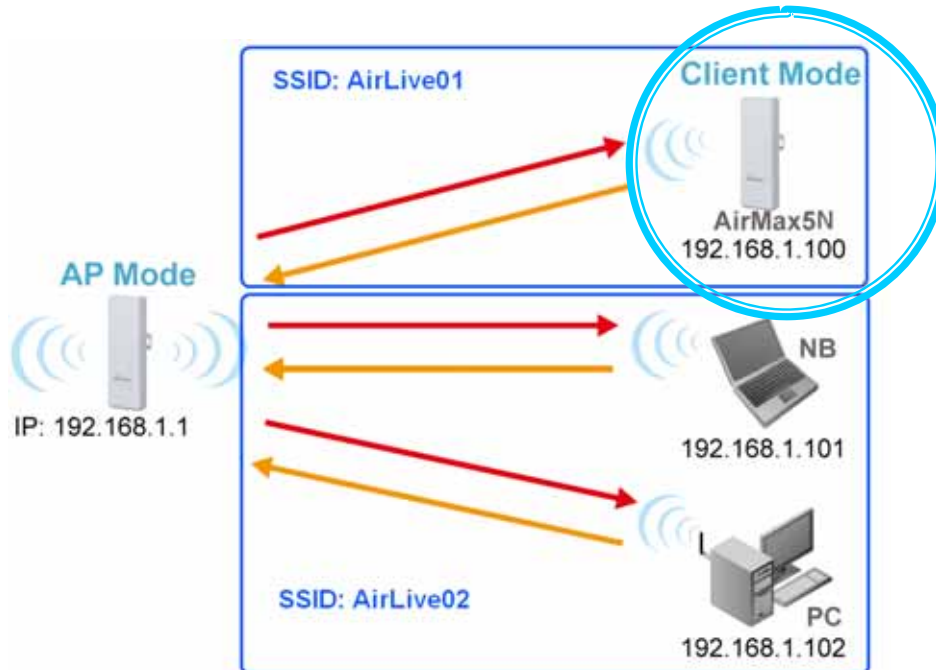 SSID: AirLive01
Client Mode
AirMax5N
192.168.1.100
AP Mode
IP: 192.168.1.1
NB
192.168.1.101
SSID: AirLive02
PC
192.168.1.102